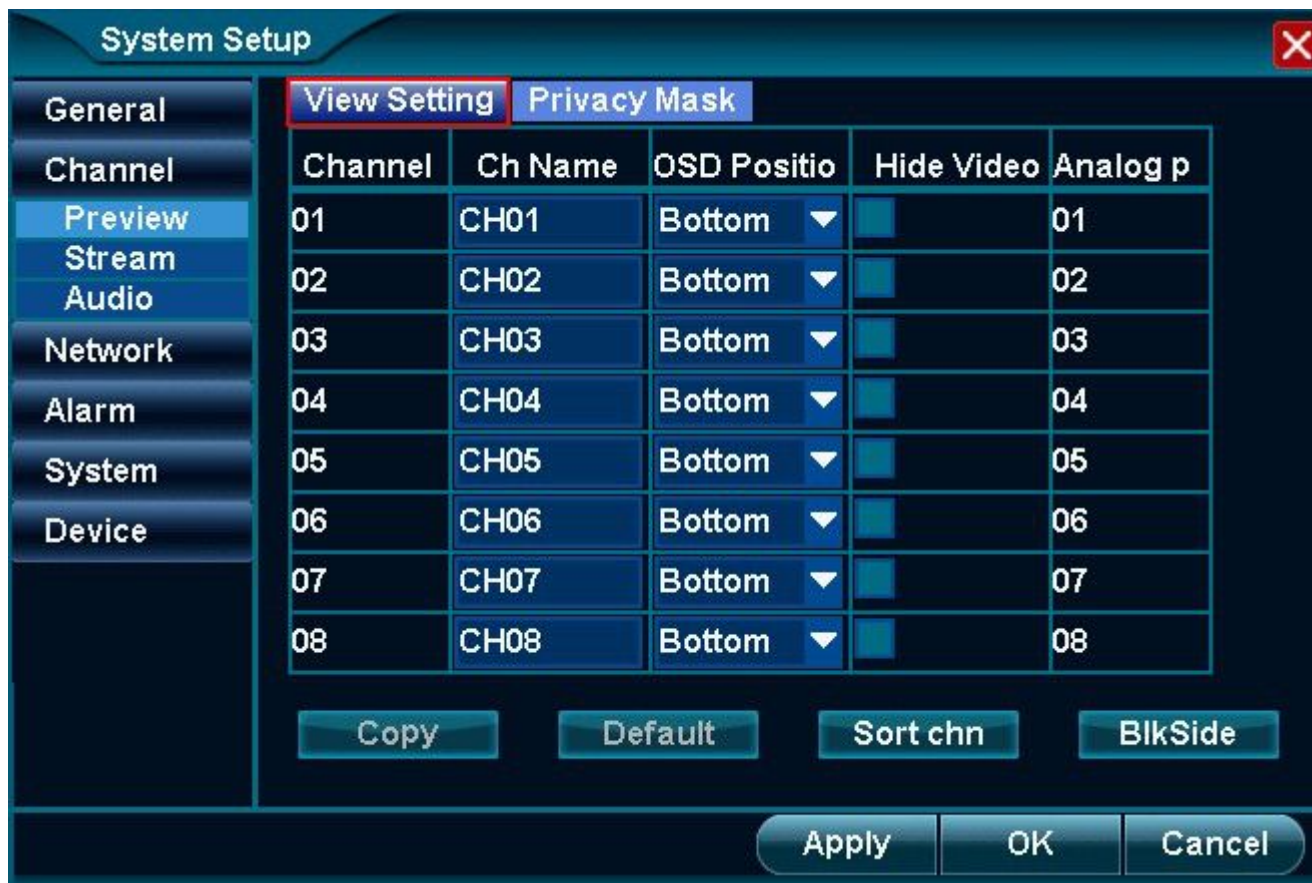 System Setup
General
Channel
Preview
Stream
Audio
Network
Alarm
System
Device
View Setting Privacy Mask
Channel Ch Name OSD Positio Hide Video Analog p
01 CH01 Bottom 01
02 CH02 Bottom 02
03 CH03 Bottom 03
04 CH04 Bottom 04
05 CH05 Bottom 05
06 CH06 Bottom 06
07 CH07 Bottom 07
08 CH08 Bottom 08
Copy Default Sort chn BlkSide
Apply OK Cancel